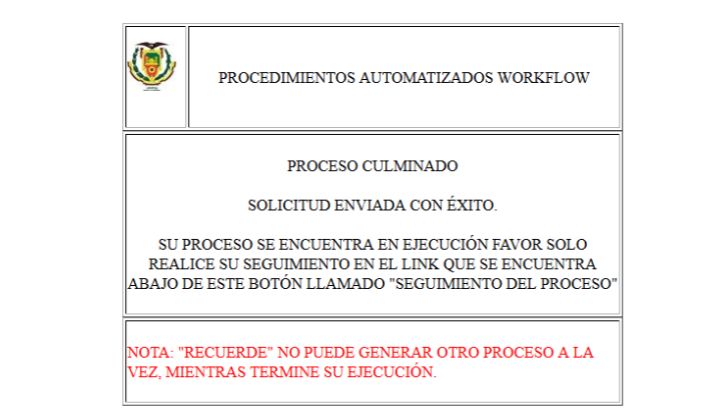 PROCEDIMIENTOS AUTOMATIZADOS WORKFLOW
PROCESO CULMINADO
SOLICITUD ENVIADA CON ÉXITO.
SU PROCESO SE ENCUENTRA EN EJECUCIÓN FAVOR SOLO
REALICE SU SEGUIMIENTO EN EL LINK QUE SE ENCUENTRA
ABAJO DE ESTE BOTÓN LLAMADO "SEGUIMIENTO DEL PROCESO"
NOTA: "RECUERDE" NO PUEDE GENERAR OTRO PROCESO A LA
VEZ, MIENTRAS TERMINE SU EJECUCIÓN.